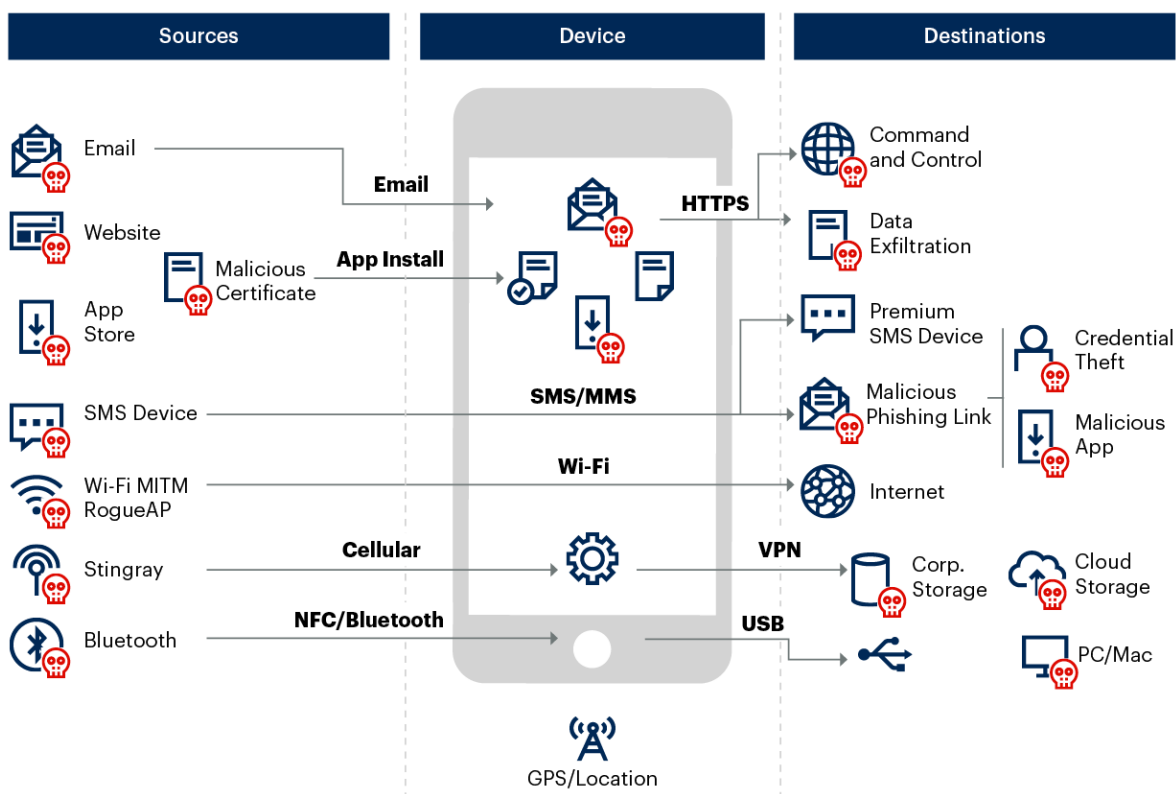 Sources
Device
Destinations
Email
Website
Malicious
Certificate
App
Store
SMS Device
Wi-Fi MITM
RogueAP
Stingray
Bluetooth
Email
App Install
SMS/MMS
Wi-Fi
Cellular
NFC/Bluetooth
GPS/Location
HTTPS
VPN
USB
Command
and Control
Data
Exfiltration
Premium
SMS Device
Malicious
Phishing Link
Credential
Theft
Malicious
App
Internet
Corp.
Storage
Cloud
Storage
PC/Mac